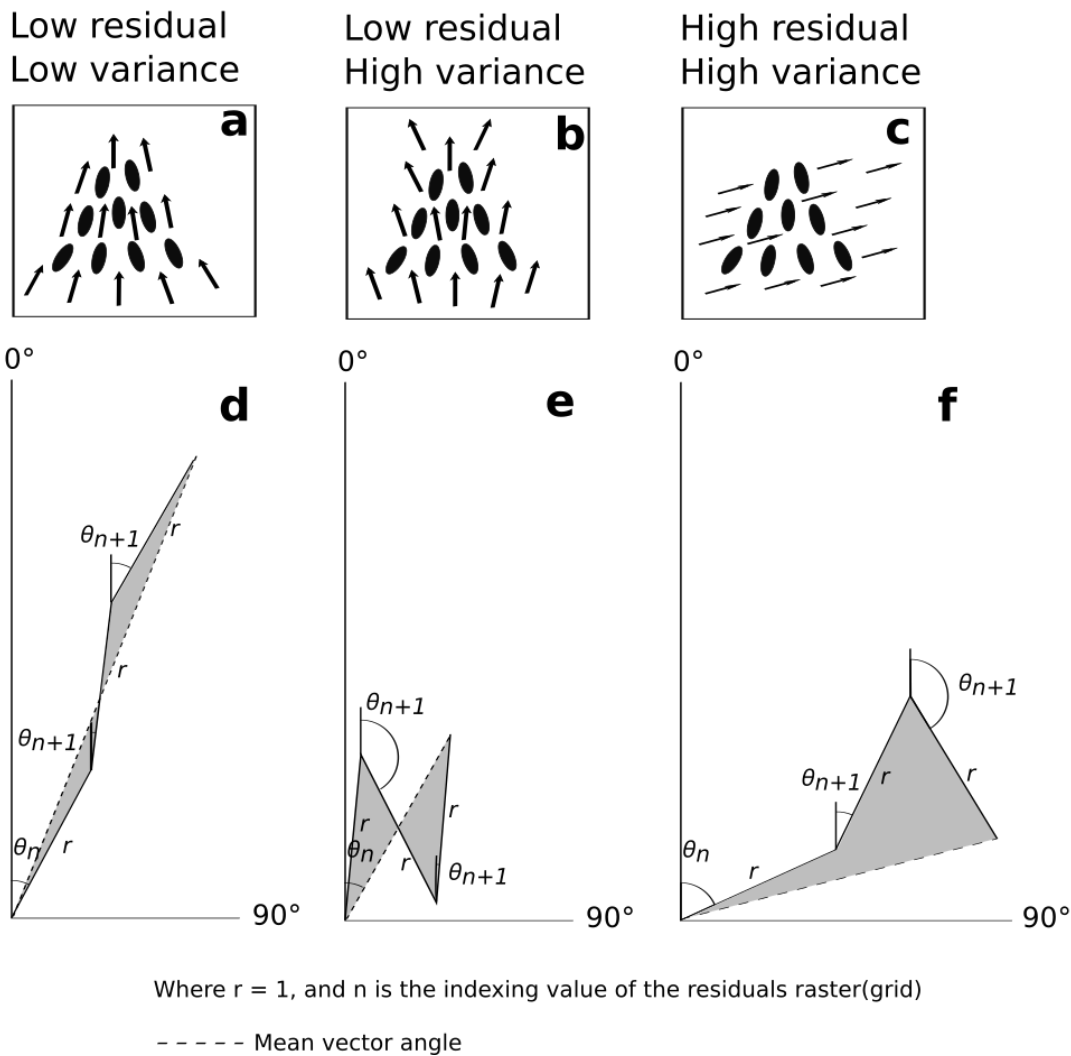 Low residual
Low variance
Low residual
High variance
High residual
High variance
a
b
c
0°
0°
0°
d
e
f
θn+1
r
r
θn+1
θn
r
90°
θn+1
r
θn
r
r
θn+1
90°
θn+1
θn+1
r
r
θn
r
90°
Where r = 1, and n is the indexing value of the residuals raster(grid)
Mean vector angle